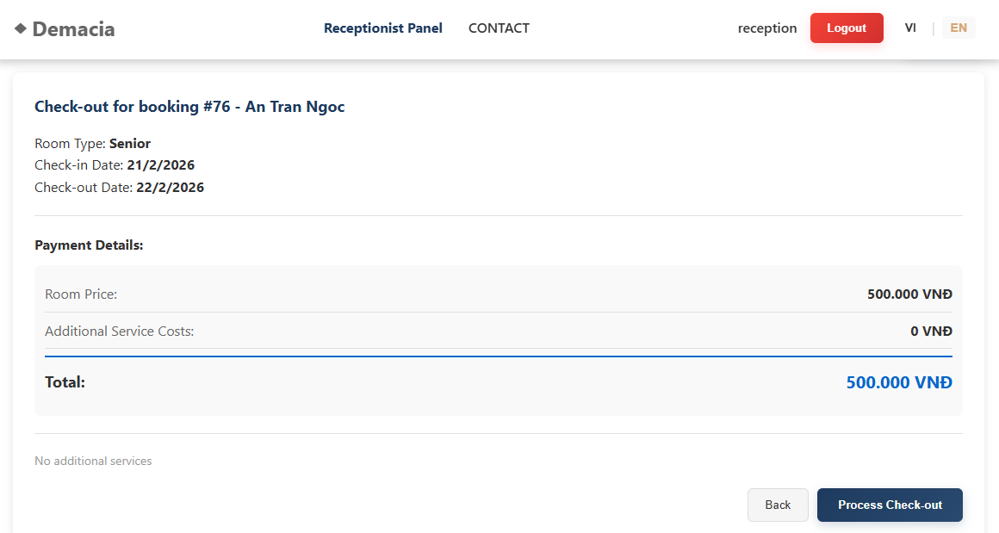 Demacia
Receptionist Panel
CONTACT
reception
Logout
VI | EN
Check-out for booking #76 - An Tran Ngoc
Room Type: Senior
Check-in Date: 21/2/2026
Check-out Date: 22/2/2026
Payment Details:
Room Price: 500.000 VNĐ
Additional Service Costs: 0 VNĐ
Total: 500.000 VNĐ
No additional services
Back
Process Check-out